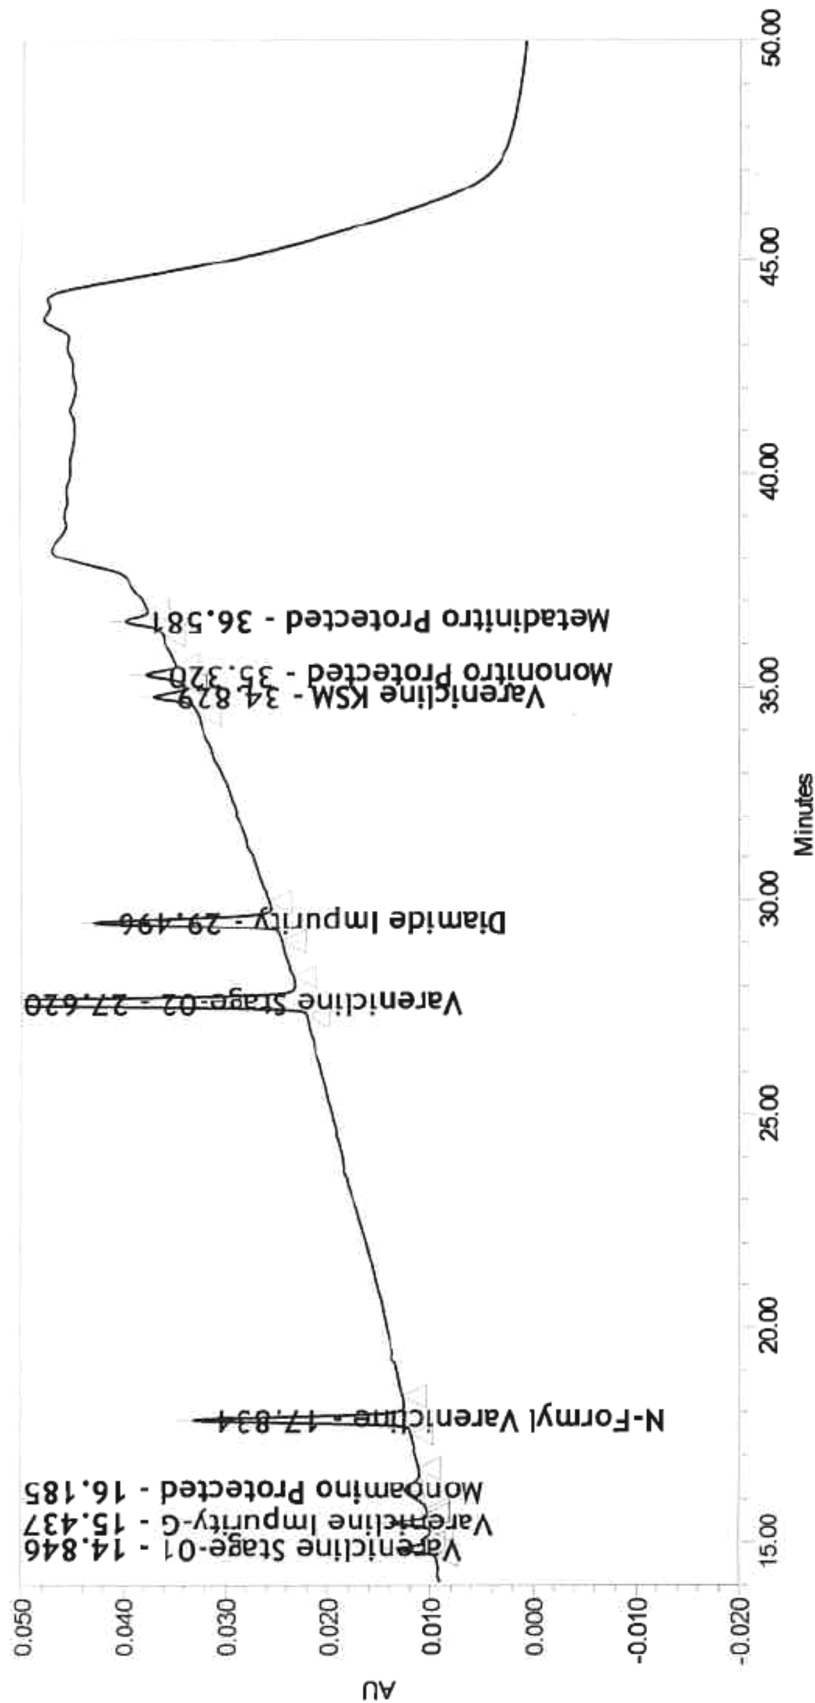 AU
0.050
0.040
0.030
0.020
0.010
0.000
-0.010
-0.020
Varenicline Stage-01 - 14.846
Varenicline Impurity-G - 15.437
Monoamino Protected - 16.185
N-Formyl Varenicline - 17.834
Varenicline Stage-02 - 27.620
Diamide Impurity - 29.496
Varenicline KSM - 34.829
Mononitro Protected - 35.320
Metadinitro Protected - 36.581
15.00
20.00
25.00
30.00
35.00
40.00
45.00
50.00
Minutes